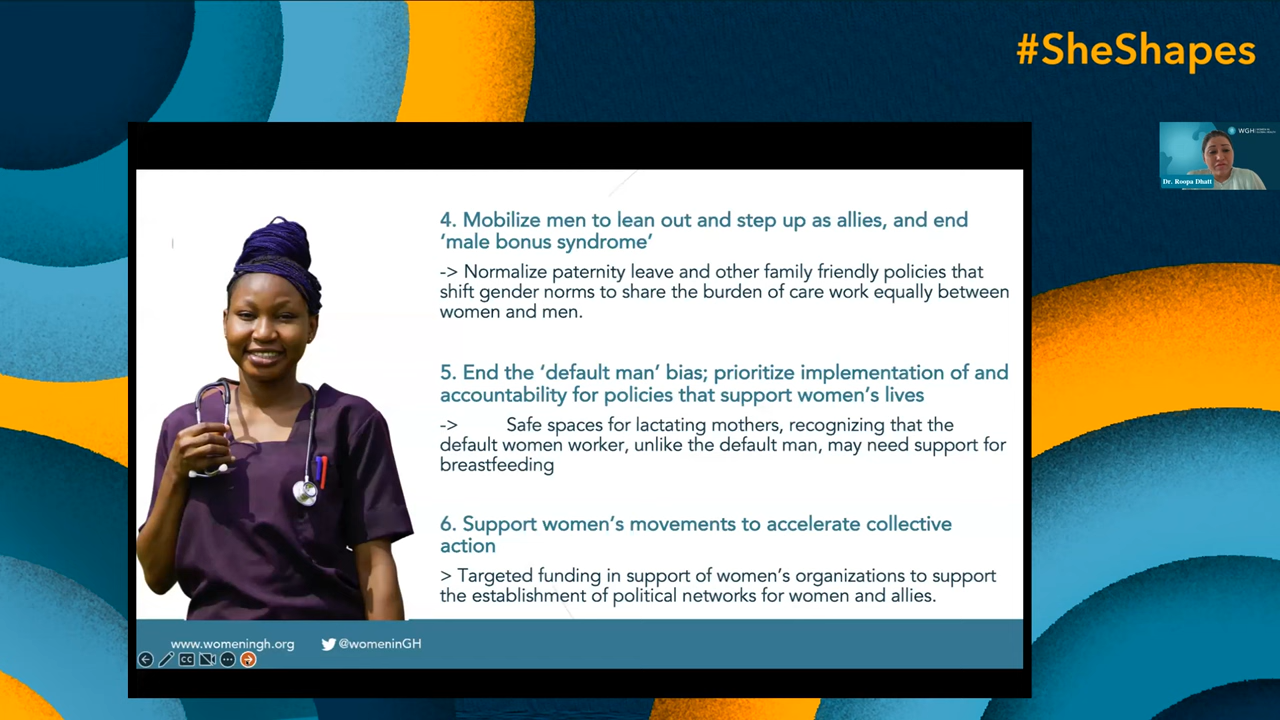 #SheShapes
WGH
Dr. Roopa Dhatt
4. Mobilize men to lean out and step up as allies, and end
‘male bonus syndrome’
-> Normalize paternity leave and other family friendly policies that
shift gender norms to share the burden of care work equally between
women and men.
5. End the ‘default man’ bias; prioritize implementation of and
accountability for policies that support women’s lives
-> Safe spaces for lactating mothers, recognizing that the
default women worker, unlike the default man, may need support for
breastfeeding
6. Support women’s movements to accelerate collective
action
> Targeted funding in support of women’s organizations to support
the establishment of political networks for women and allies.
www.womeningh.org @womeninGH
CC